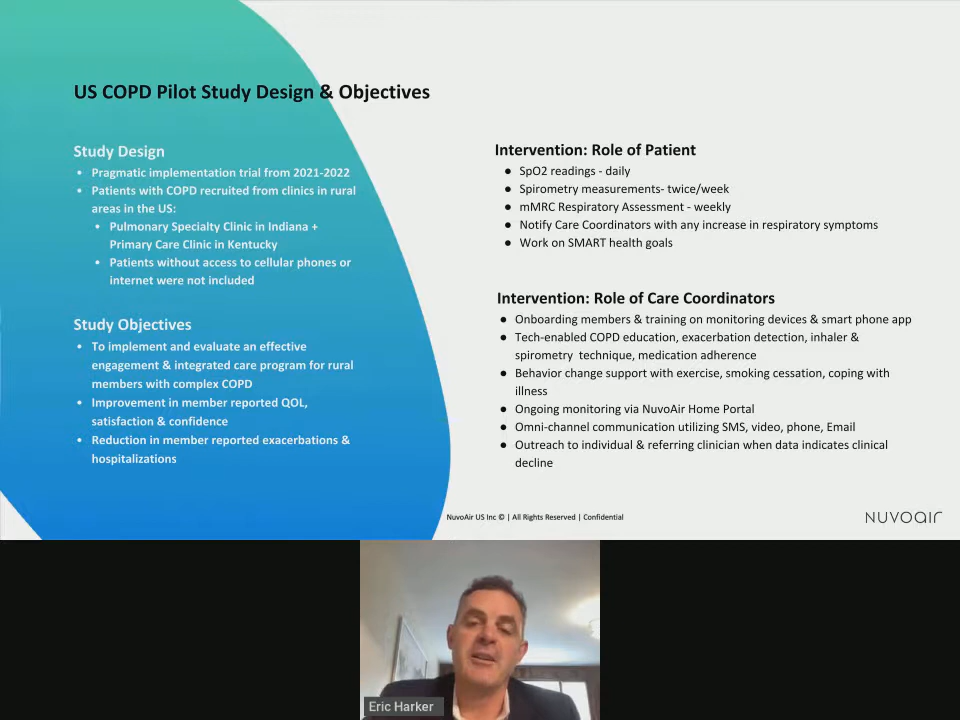 US COPD Pilot Study Design & Objectives
Study Design
• Pragmatic implementation trial from 2021-2022
• Patients with COPD recruited from clinics in rural
areas in the US:
• Pulmonary Specialty Clinic in Indiana +
Primary Care Clinic in Kentucky
• Patients without access to cellular phones or
internet were not included
Study Objectives
• To implement and evaluate an effective
engagement & integrated care program for rural
members with complex COPD
• Improvement in member reported QOL,
satisfaction & confidence
• Reduction in member reported exacerbations &
hospitalizations
Intervention: Role of Patient
● SpO2 readings - daily
● Spirometry measurements- twice/week
● mMRC Respiratory Assessment - weekly
● Notify Care Coordinators with any increase in respiratory symptoms
● Work on SMART health goals
Intervention: Role of Care Coordinators
● Onboarding members & training on monitoring devices & smart phone app
● Tech-enabled COPD education, exacerbation detection, inhaler &
spirometry technique, medication adherence
● Behavior change support with exercise, smoking cessation, coping with
illness
● Ongoing monitoring via NuvoAir Home Portal
● Omni-channel communication utilizing SMS, video, phone, Email
● Outreach to individual & referring clinician when data indicates clinical
decline
NuvoAir US Inc © | All Rights Reserved | Confidential
NUVOAIR
Eric Harker